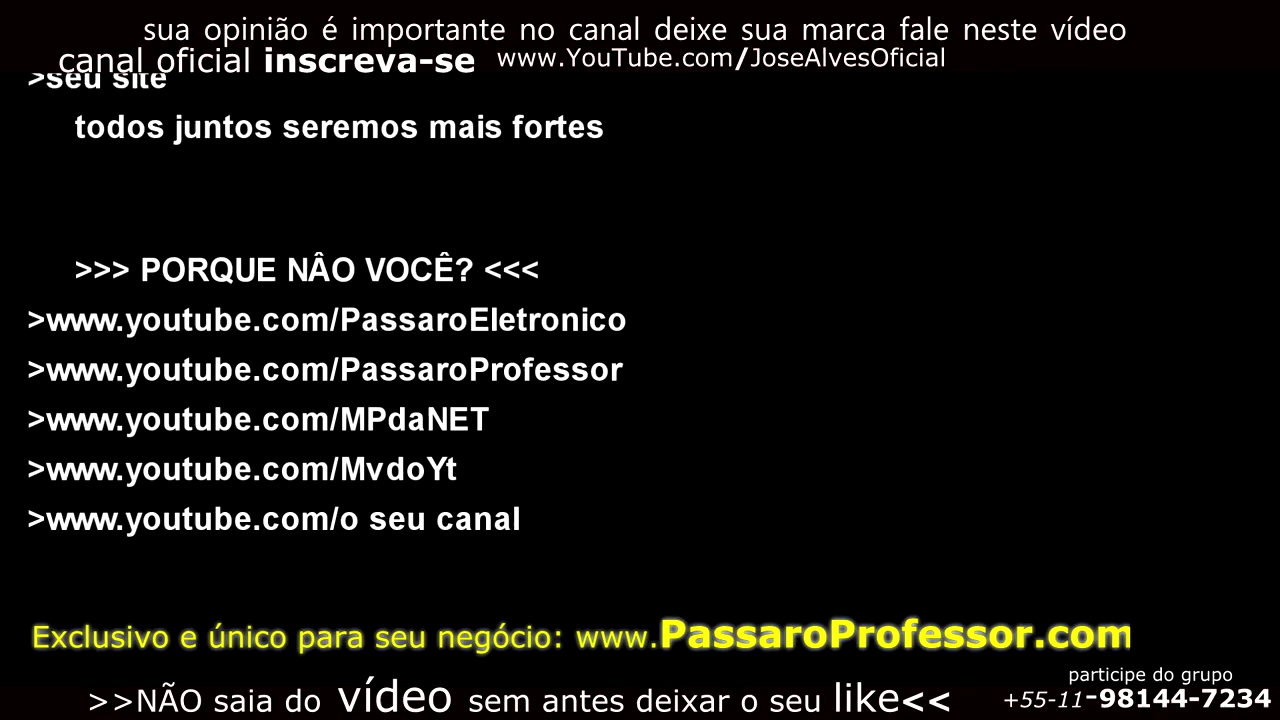 sua opinião é importante no canal deixe sua marca fale neste vídeo
canal oficial inscreva-se www.YouTube.com/JoseAlvesOficial
>seu site
todos juntos seremos mais fortes
>>> PORQUE NÂO VOCÊ? <<<
>www.youtube.com/PassaroEletronico
>www.youtube.com/PassaroProfessor
>www.youtube.com/MPdaNET
>www.youtube.com/MvdoYt
>www.youtube.com/o seu canal
Exclusivo e único para seu negócio: www.PassaroProfessor.com
participe do grupo
>>NÃO saia do vídeo sem antes deixar o seu like<< +55-11-98144-7234